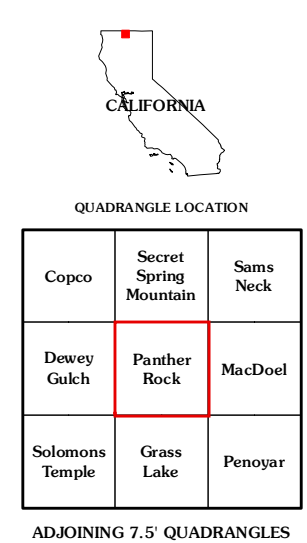 CALIFORNIA
QUADRANGLE LOCATION
Copco
Secret
Spring
Mountain
Sams
Neck
Dewey
Gulch
Panther
Rock
MacDoel
Solomons
Temple
Grass
Lake
Penoyar
ADJOINING 7.5' QUADRANGLES